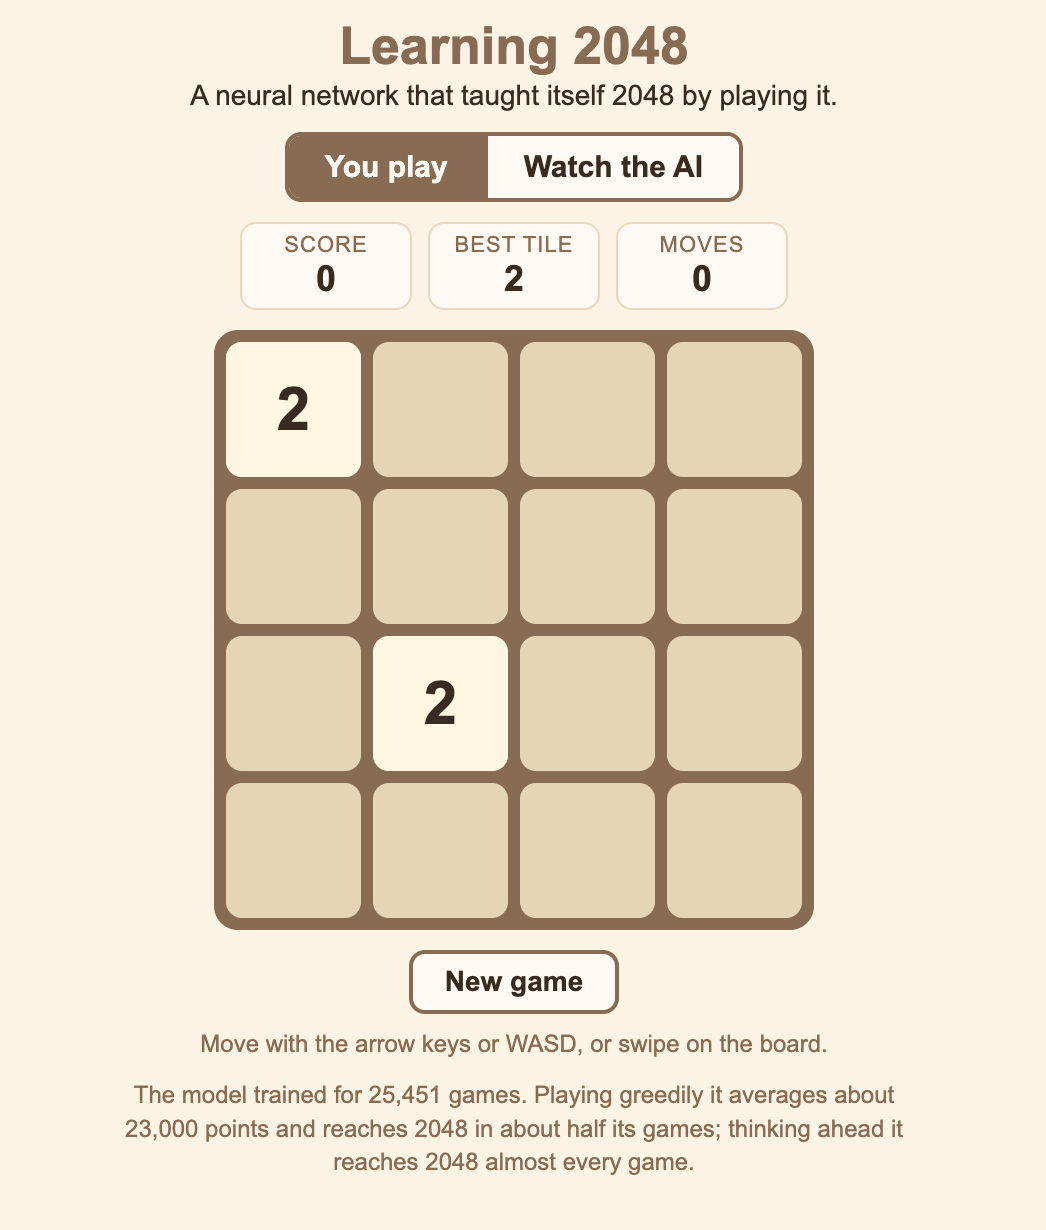 Learning 2048
A neural network that taught itself 2048 by playing it.
You play
Watch the AI
SCORE
0
BEST TILE
2
MOVES
0
2
2
New game
Move with the arrow keys or WASD, or swipe on the board.
The model trained for 25,451 games. Playing greedily it averages about
23,000 points and reaches 2048 in about half its games; thinking ahead it
reaches 2048 almost every game.